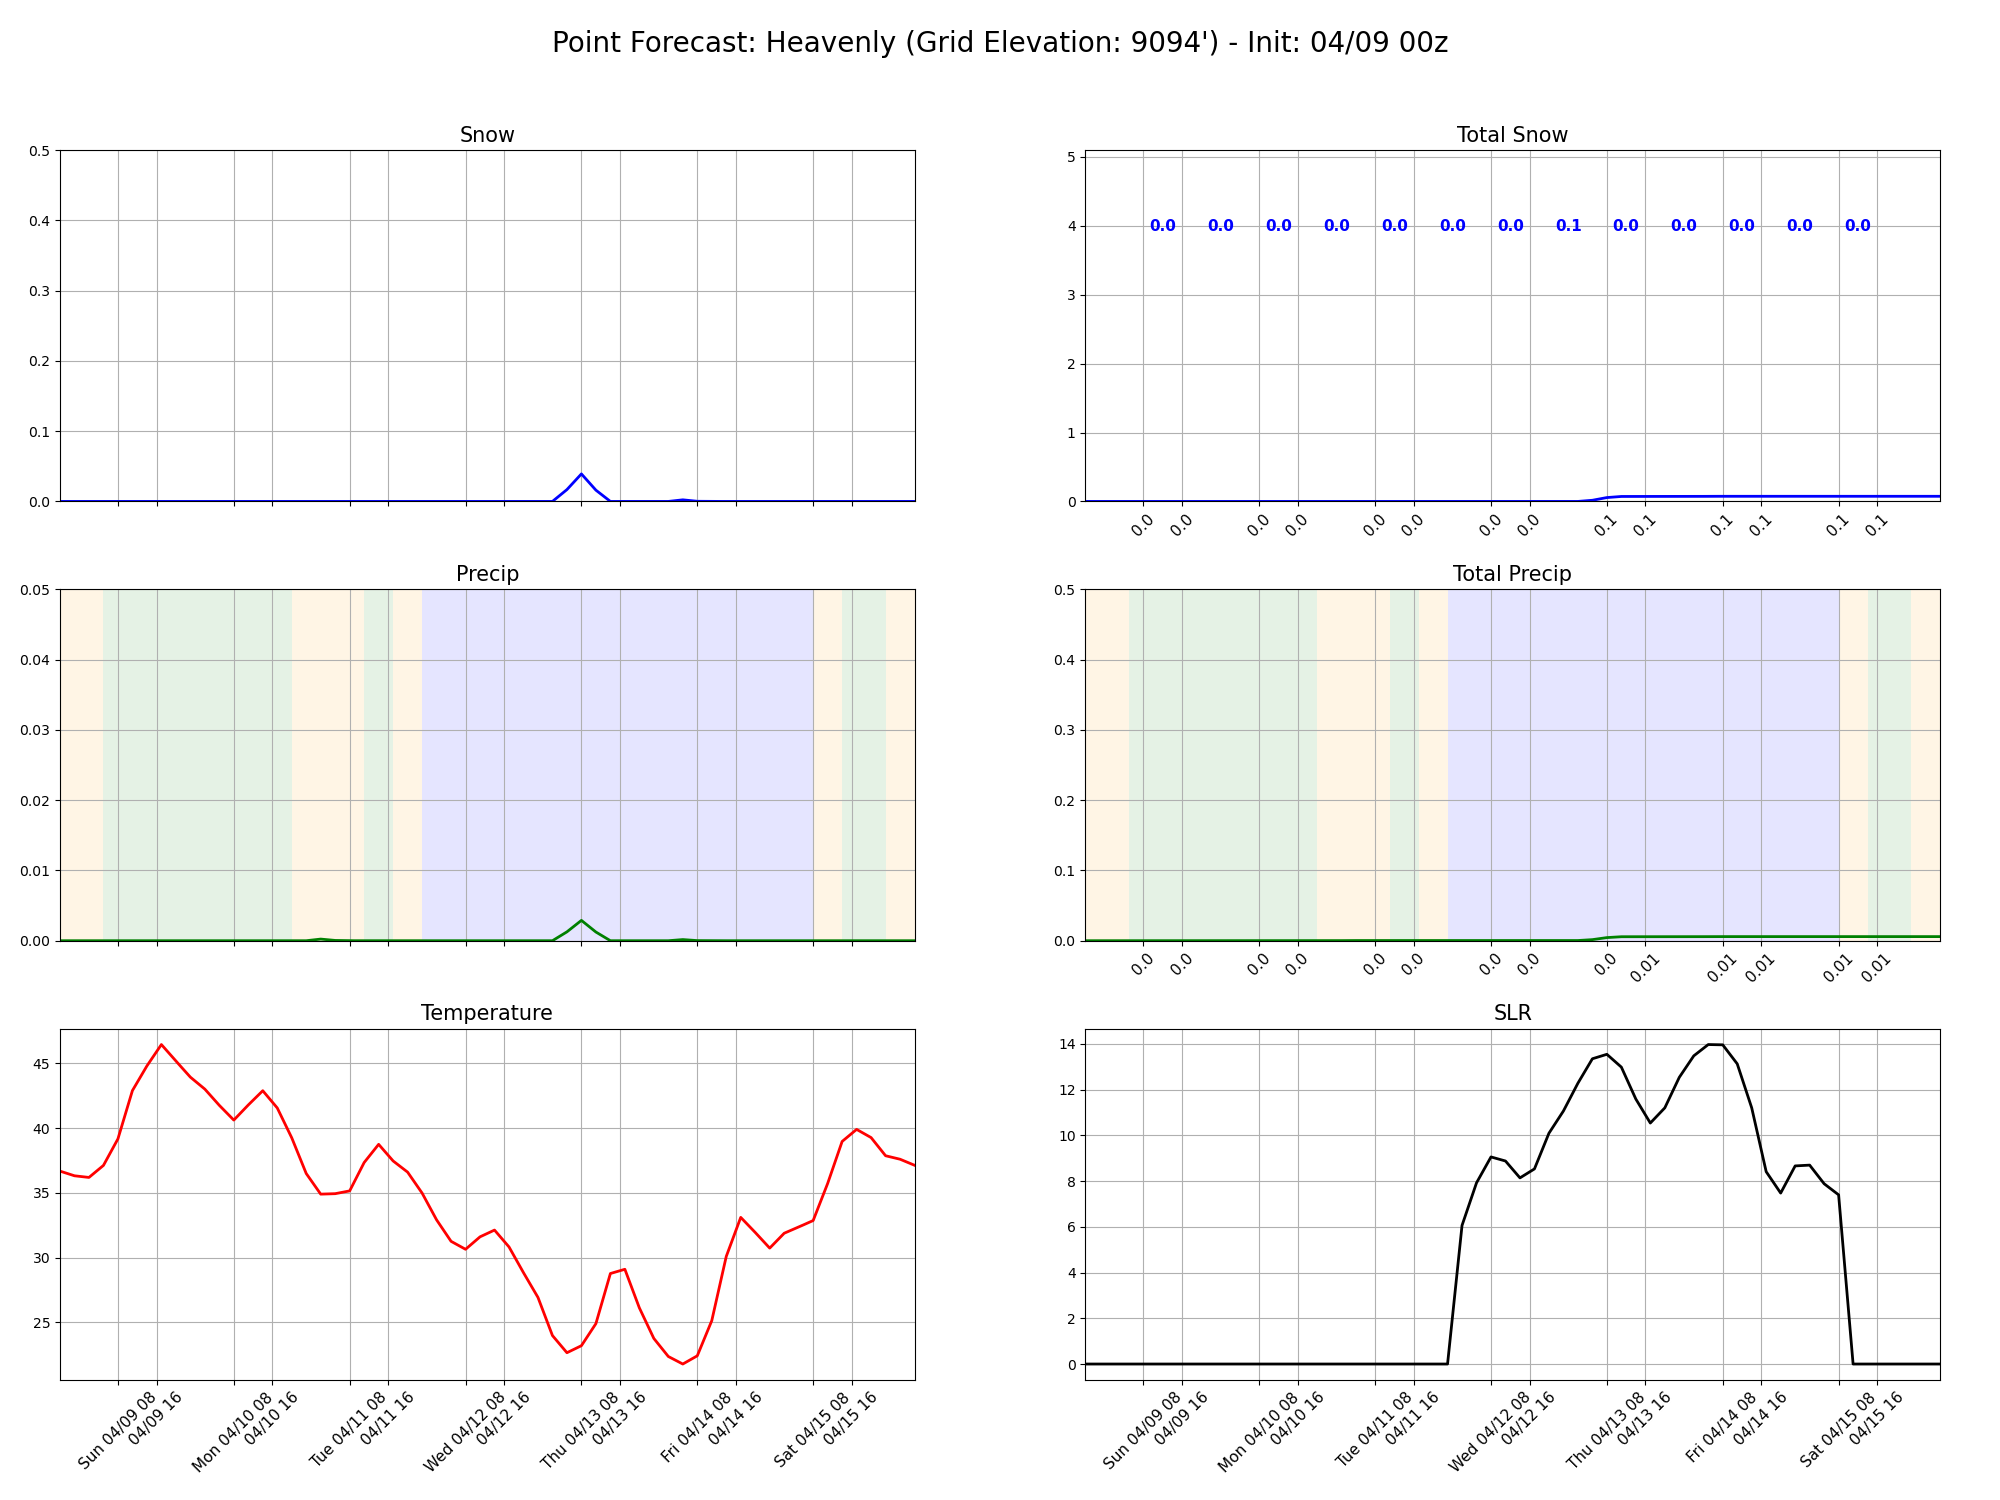 Point Forecast: Heavenly (Grid Elevation: 9094') - Init: 04/09 00z
Snow
0.5
0.4
0.3
0.2
0.1
0.0
Total Snow
5
4
3
2
1
0
0.0 0.0 0.0 0.0 0.0 0.0 0.0 0.1 0.0 0.0 0.0 0.0 0.0
0.0 0.0 0.0 0.0 0.0 0.0 0.0 0.0 0.1 0.1 0.1 0.1 0.1 0.1
Precip
0.05
0.04
0.03
0.02
0.01
0.00
Total Precip
0.5
0.4
0.3
0.2
0.1
0.0
0.0 0.0 0.0 0.0 0.0 0.0 0.0 0.0 0.0 0.01 0.01 0.01 0.01 0.01
Temperature
45
40
35
30
25
Sun 04/09 08
04/09 16
Mon 04/10 08
04/10 16
Tue 04/11 08
04/11 16
Wed 04/12 08
04/12 16
Thu 04/13 08
04/13 16
Fri 04/14 08
04/14 16
Sat 04/15 08
04/15 16
SLR
14
12
10
8
6
4
2
0
Sun 04/09 08
04/09 16
Mon 04/10 08
04/10 16
Tue 04/11 08
04/11 16
Wed 04/12 08
04/12 16
Thu 04/13 08
04/13 16
Fri 04/14 08
04/14 16
Sat 04/15 08
04/15 16